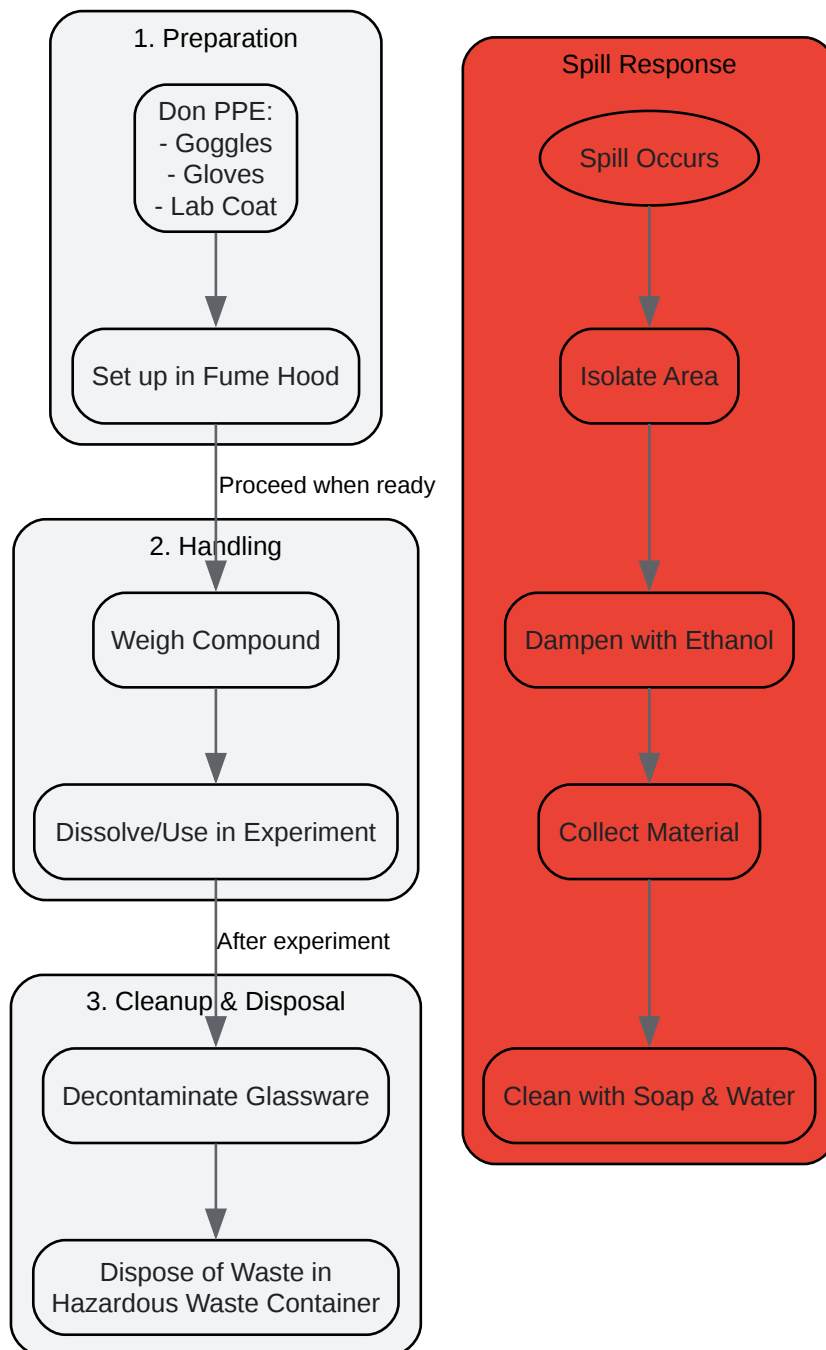 1. Preparation
Don PPE:
- Goggles
- Gloves
- Lab Coat
Set up in Fume Hood
Proceed when ready
2. Handling
Weigh Compound
Dissolve/Use in Experiment
After experiment
3. Cleanup & Disposal
Decontaminate Glassware
Dispose of Waste in
Hazardous Waste Container
Spill Response
Spill Occurs
Isolate Area
Dampen with Ethanol
Collect Material
Clean with Soap & Water